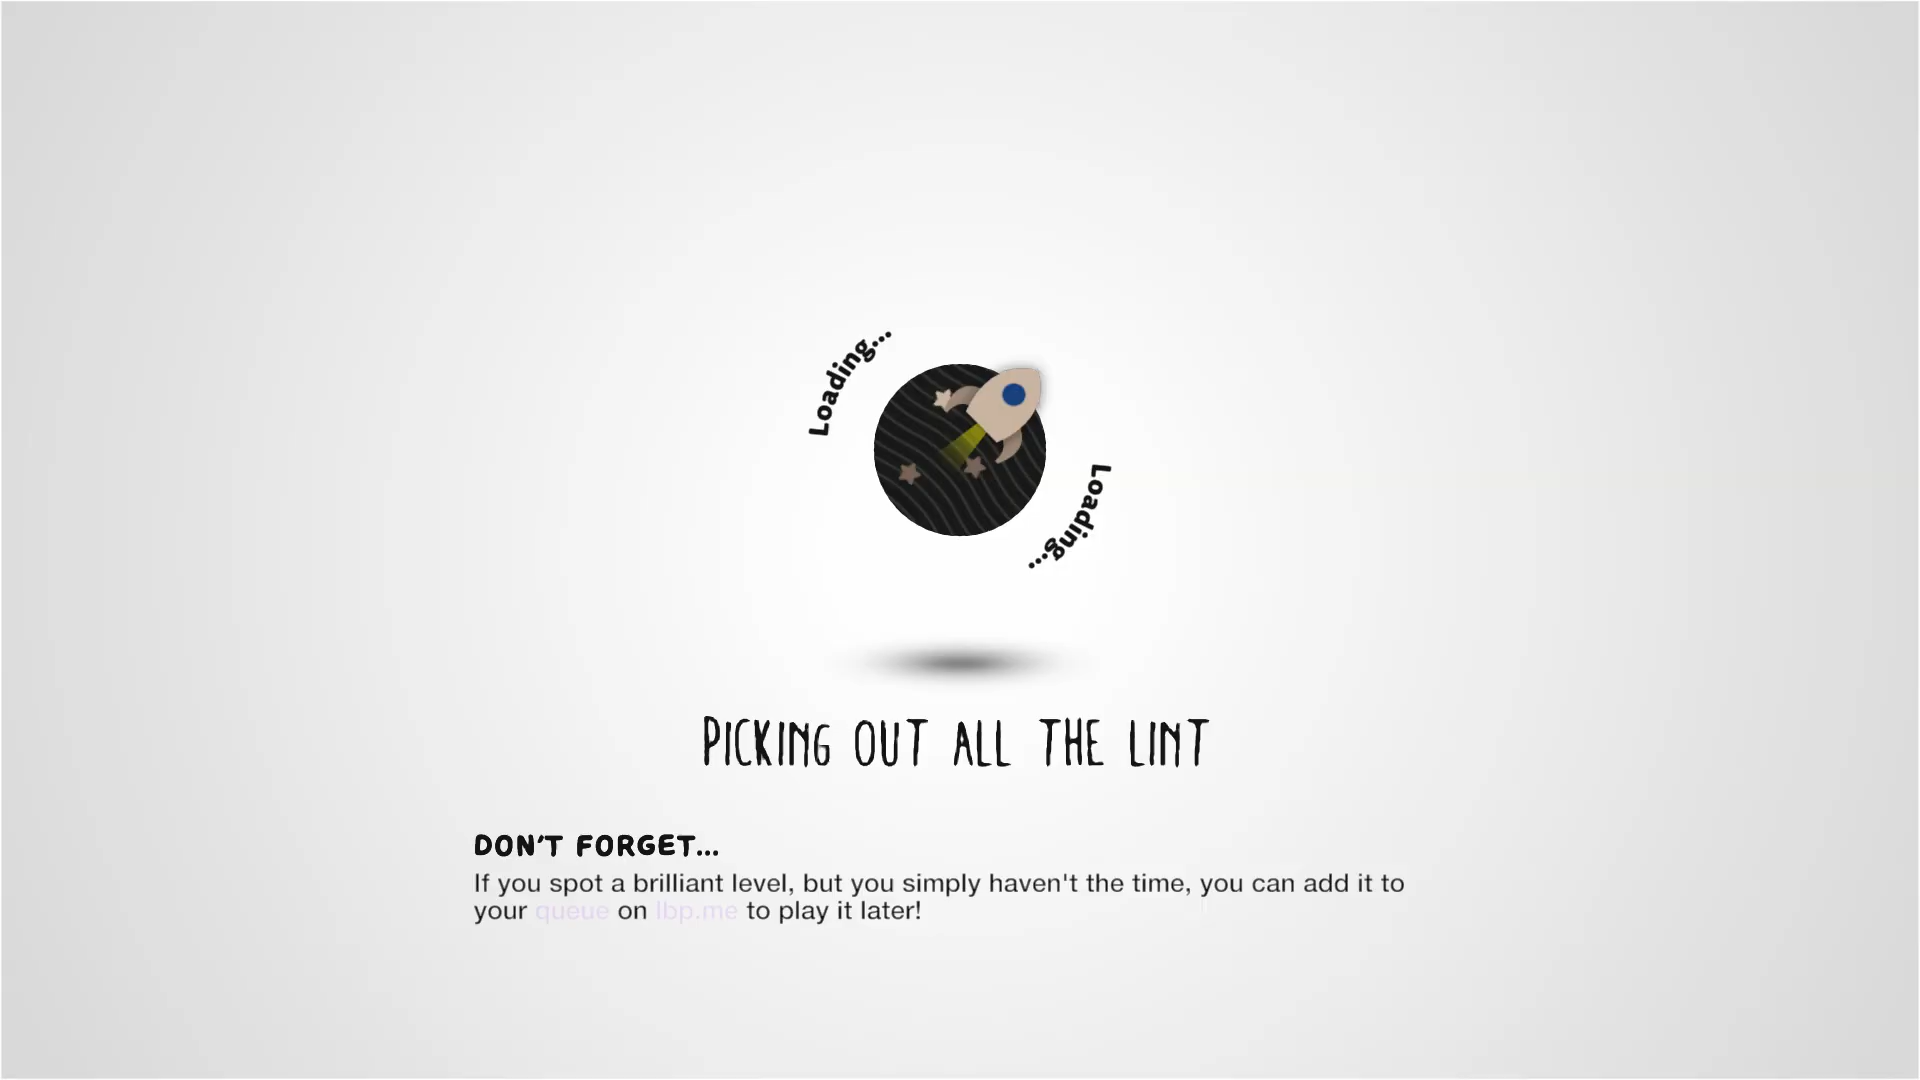 Loading...
Loading...
PICKING OUT ALL THE LINT
DON'T FORGET...
If you spot a brilliant level, but you simply haven't the time, you can add it to
your queue on lbp.me to play it later!